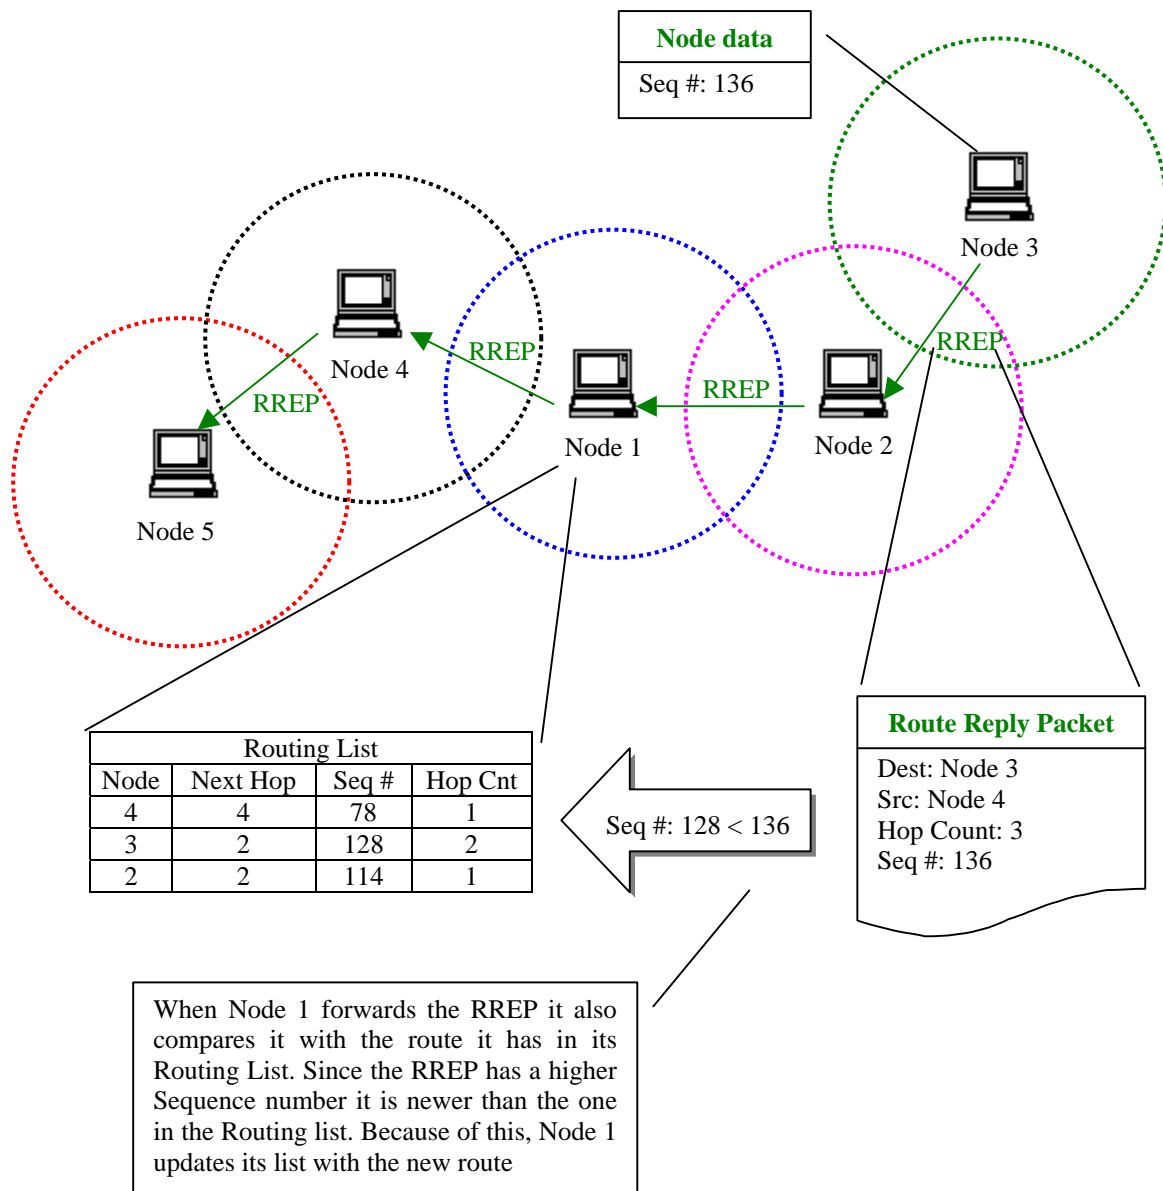 Node data
Seq #: 136
Node 3
Node 4
RREP
RREP
RREP
RREP
Node 1
Node 2
Node 5
Routing List
Node Next Hop Seq # Hop Cnt
4 4 78 1
3 2 128 2
2 2 114 1
Seq #: 128 < 136
Route Reply Packet
Dest: Node 3
Src: Node 4
Hop Count: 3
Seq #: 136
When Node 1 forwards the RREP it also
compares it with the route it has in its
Routing List. Since the RREP has a higher
Sequence number it is newer than the one
in the Routing list. Because of this, Node 1
updates its list with the new route